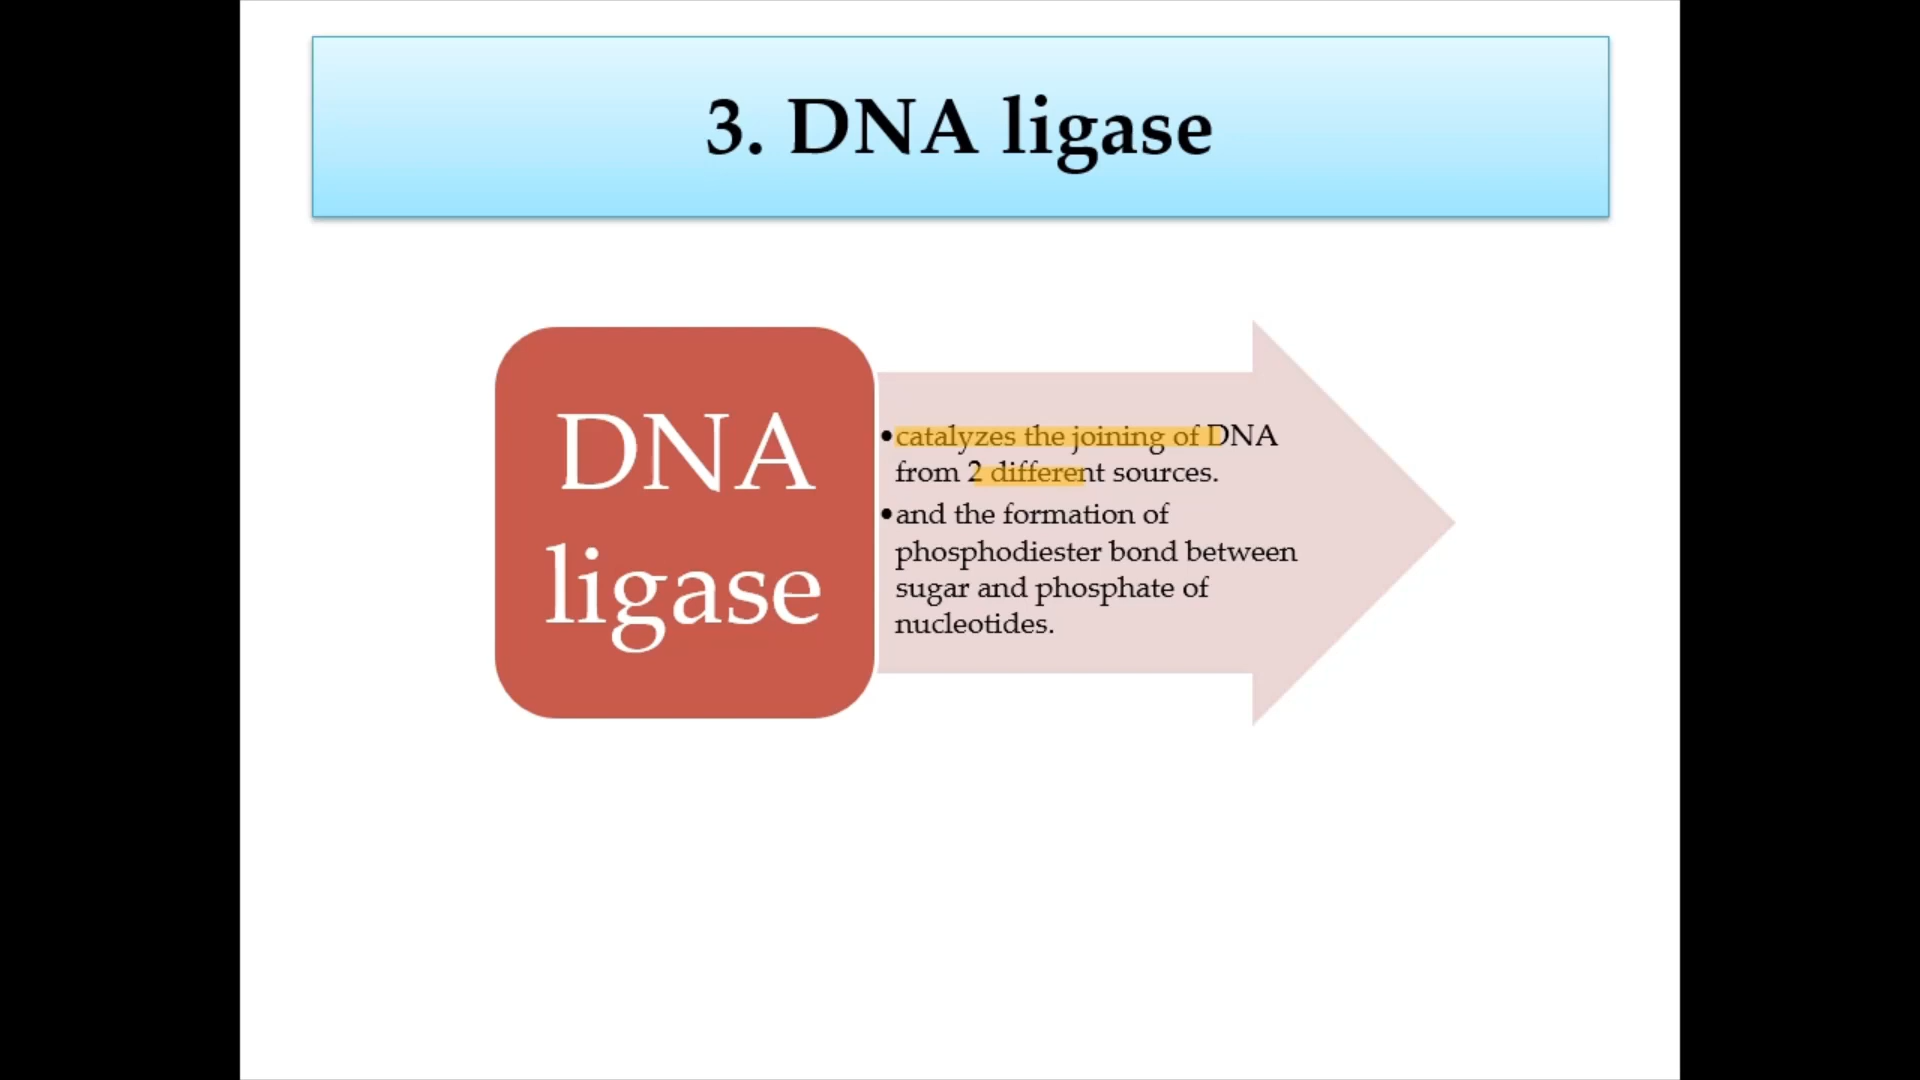 3. DNA ligase
DNA
ligase
•catalyzes the joining of DNA
from 2 different sources.
•and the formation of
phosphodiester bond between
sugar and phosphate of
nucleotides.